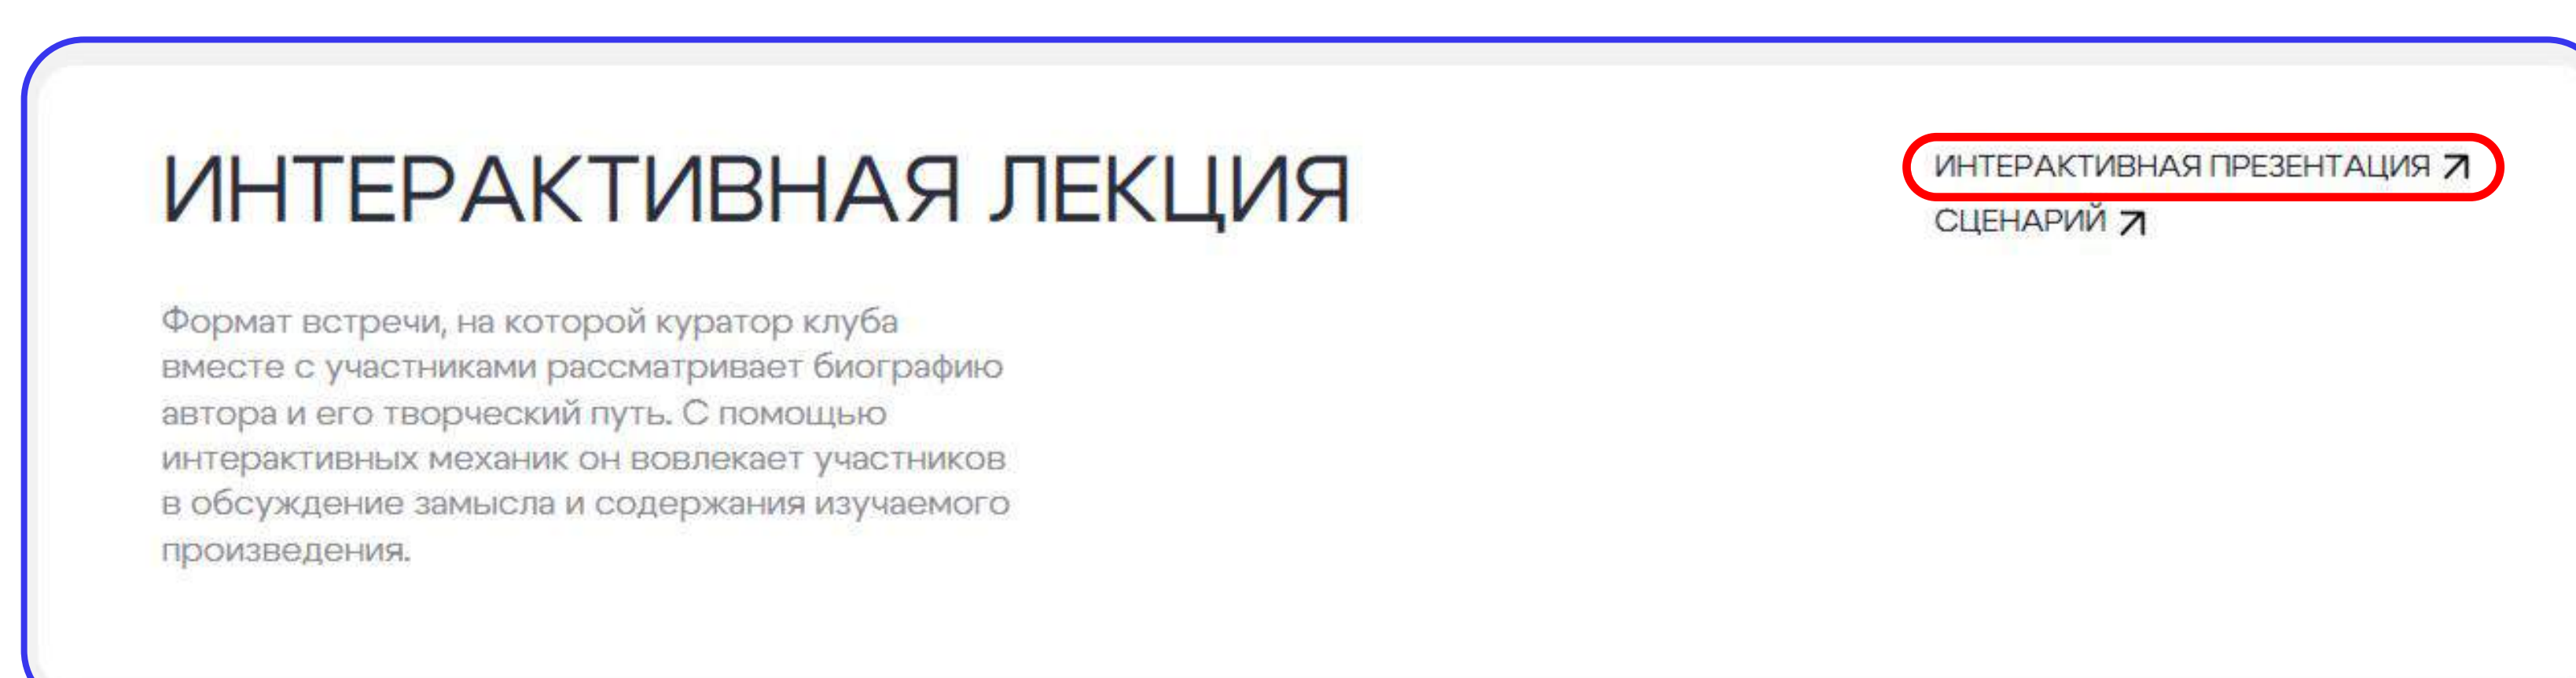 ИНТЕРАКТИВНАЯ ЛЕКЦИЯ
ИНТЕРАКТИВНАЯ ПРЕЗЕНТАЦИЯ ↗
СЦЕНАРИЙ ↗
Формат встречи, на которой куратор клуба
вместе с участниками рассматривает биографию
автора и его творческий путь. С помощью
интерактивных механик он вовлекает участников
в обсуждение замысла и содержания изучаемого
произведения.